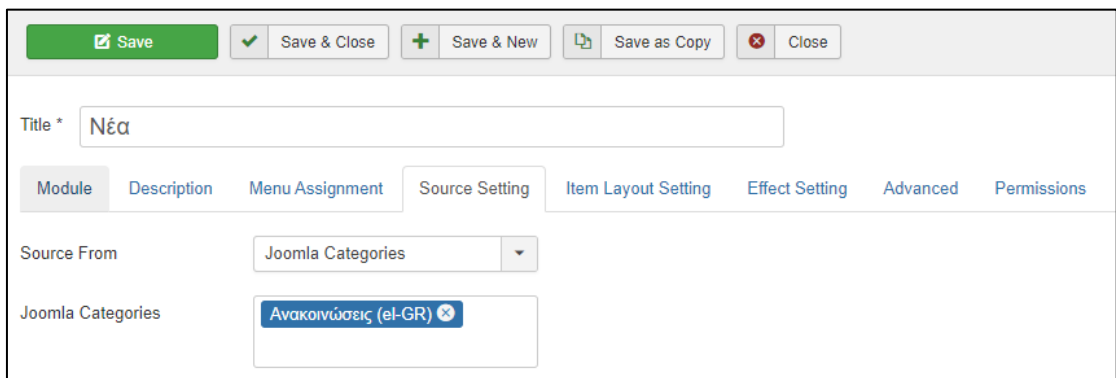 Save Save & Close Save & New Save as Copy Close
Title * Νέα
Module Description Menu Assignment Source Setting Item Layout Setting Effect Setting Advanced Permissions
Source From Joomla Categories
Joomla Categories Ανακοινώσεις (el-GR)